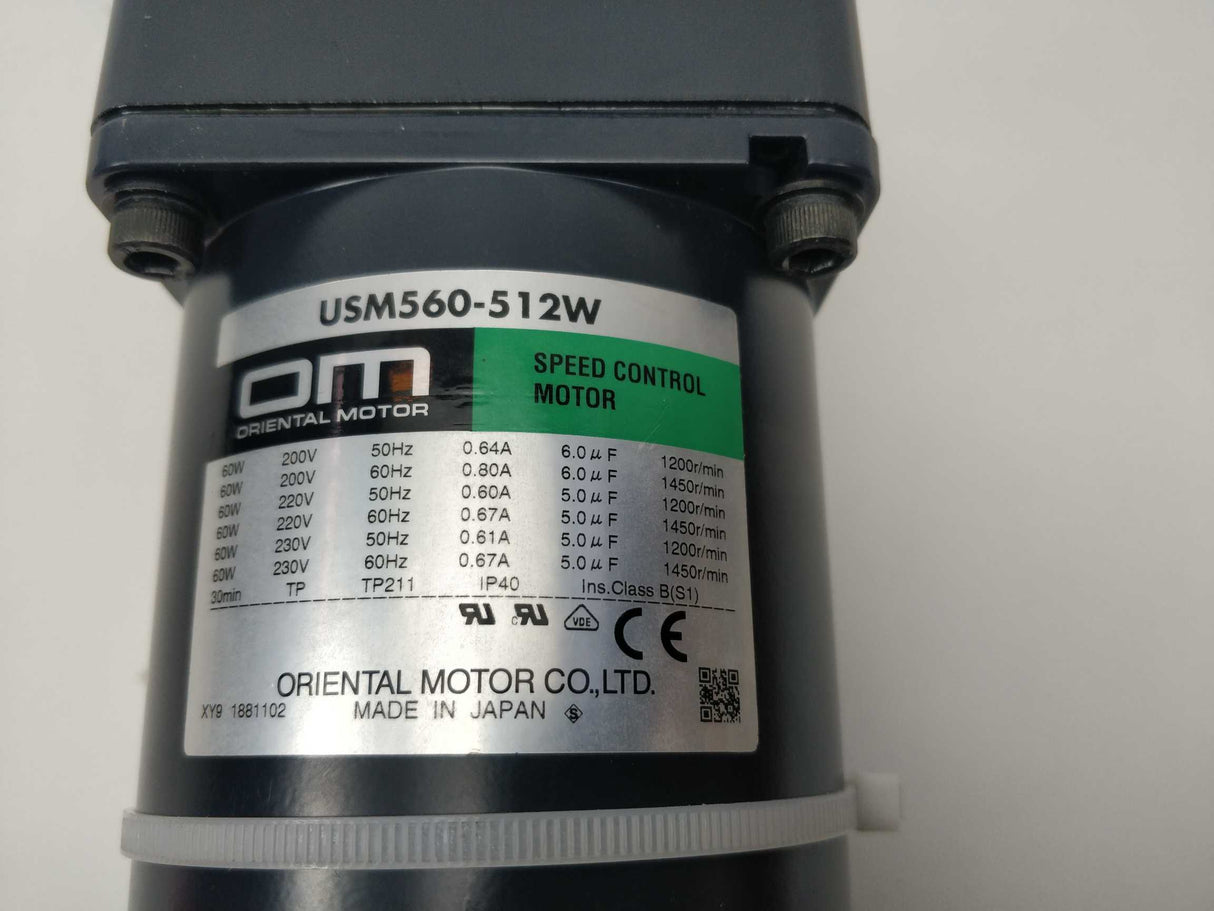 USM560-512W
OM
ORIENTAL MOTOR
SPEED CONTROL
MOTOR
60W 200V 50Hz 0.64A 6.0μF 1200r/min
60W 200V 60Hz 0.80A 6.0μF 1450r/min
60W 220V 50Hz 0.60A 5.0μF 1200r/min
60W 220V 60Hz 0.67A 5.0μF 1450r/min
60W 230V 50Hz 0.61A 5.0μF 1200r/min
60W 230V 60Hz 0.67A 5.0μF 1450r/min
30min TP TP211 IP40 Ins.Class B(S1)
RU cRU VDE CE
ORIENTAL MOTOR CO.,LTD.
XY9 1881102 MADE IN JAPAN S